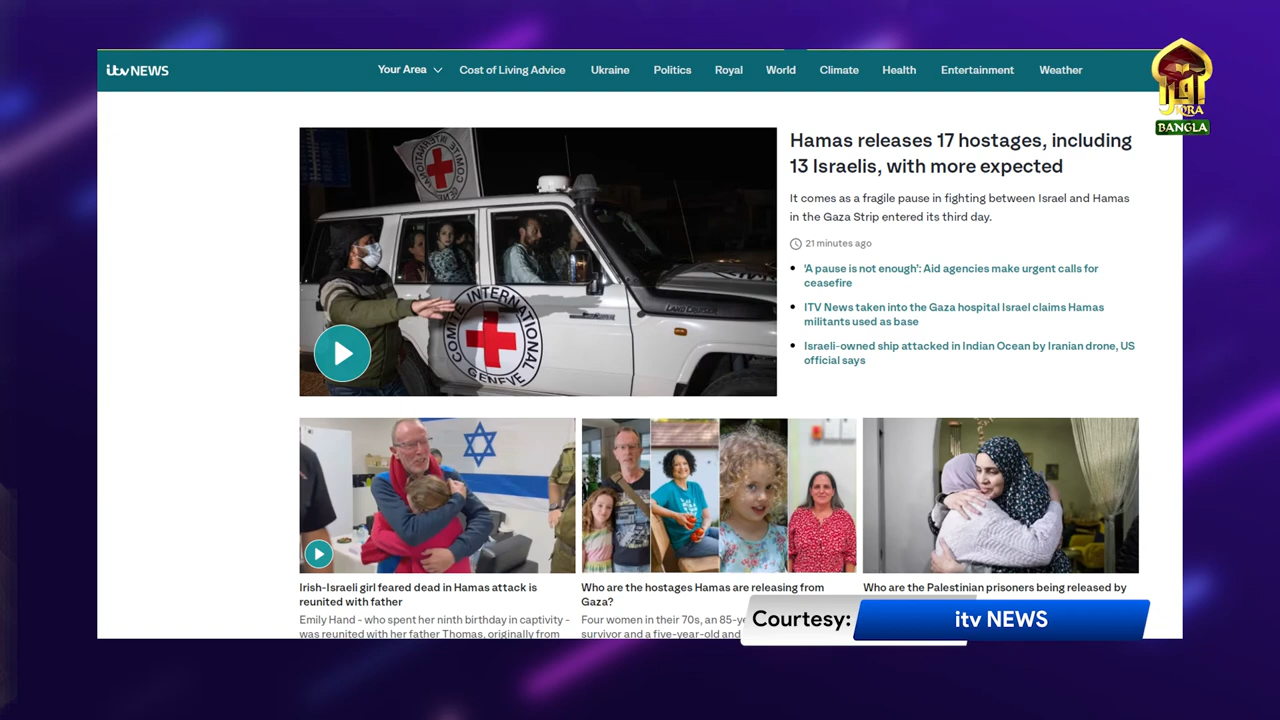 itv NEWS
Your Area
Cost of Living Advice
Ukraine
Politics
Royal
World
Climate
Health
Entertainment
Weather
اقرأ
IQRA
BANGLA
COMITE INTERNATIONAL GENEVE
LAND CRUISER
Hamas releases 17 hostages, including
13 Israelis, with more expected
It comes as a fragile pause in fighting between Israel and Hamas
in the Gaza Strip entered its third day.
21 minutes ago
'A pause is not enough': Aid agencies make urgent calls for
ceasefire
ITV News taken into the Gaza hospital Israel claims Hamas
militants used as base
Israeli-owned ship attacked in Indian Ocean by Iranian drone, US
official says
Irish-Israeli girl feared dead in Hamas attack is
reunited with father
Emily Hand - who spent her ninth birthday in captivity -
was reunited with her father Thomas, originally from
Who are the hostages Hamas are releasing from
Gaza?
Four women in their 70s, an 85-ye
survivor and a five-year-old and
Who are the Palestinian prisoners being released by
Courtesy:
itv NEWS